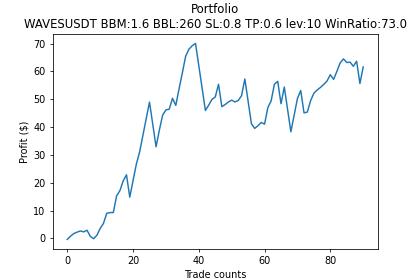 Portfolio
WAVESUSDT BBM:1.6 BBL:260 SL:0.8 TP:0.6 lev:10 WinRatio:73.0
70
60
50
40
30
20
10
0
Profit ($)
0 20 40 60 80
Trade counts